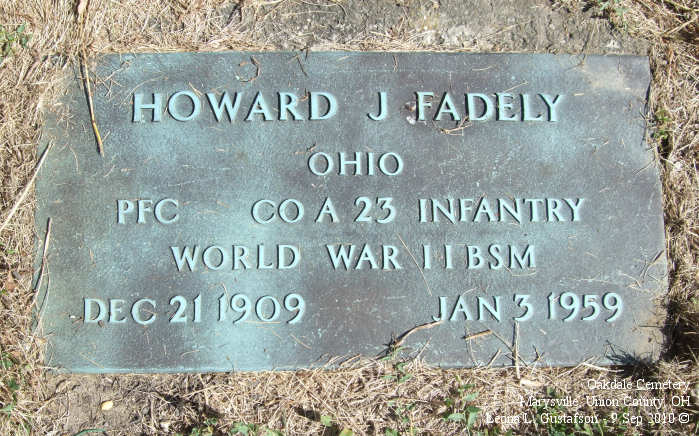 HOWARD J FADELY
OHIO
PFC CO A 23 INFANTRY
WORLD WAR II BSM
DEC 21 1909 JAN 3 1959
Oakdale Cemetery
Marysville, Union County, OH
Leona L. Gustafson - 9 Sep 2010 ©